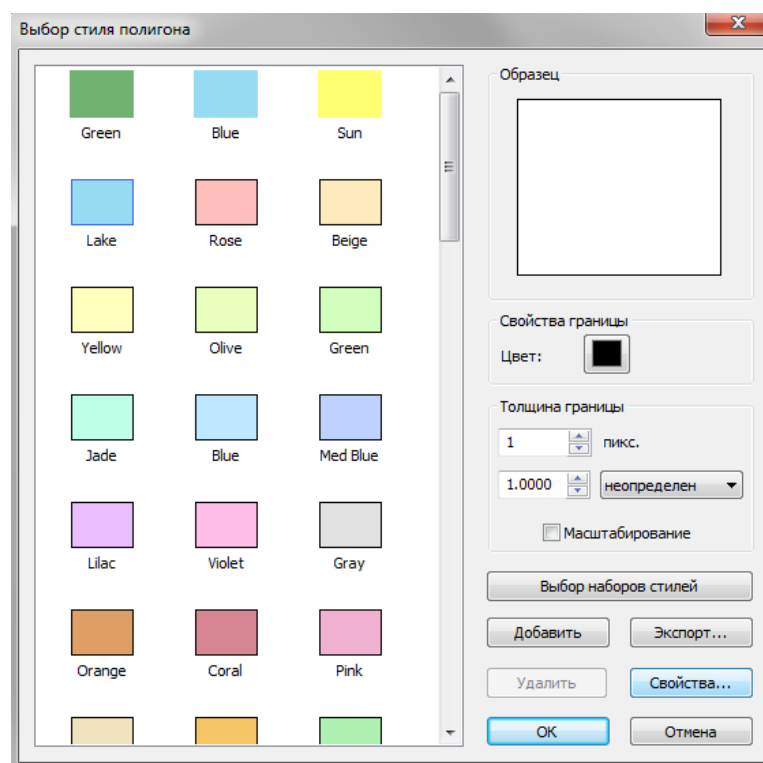 Выбор стиля полигона
Green Blue Sun
Lake Rose Beige
Yellow Olive Green
Jade Blue Med Blue
Lilac Violet Gray
Orange Coral Pink
Образец
Свойства границы
Цвет:
Толщина границы
1 пикс.
1.0000 неопределен
Масштабирование
Выбор наборов стилей
Добавить Экспорт...
Удалить Свойства...
OK Отмена